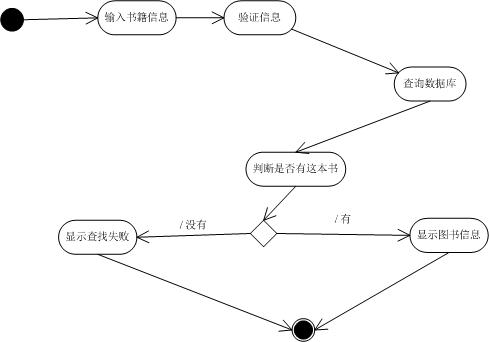 输入书籍信息
验证信息
查询数据库
判断是否有这本书
/ 没有
/ 有
显示查找失败
显示图书信息